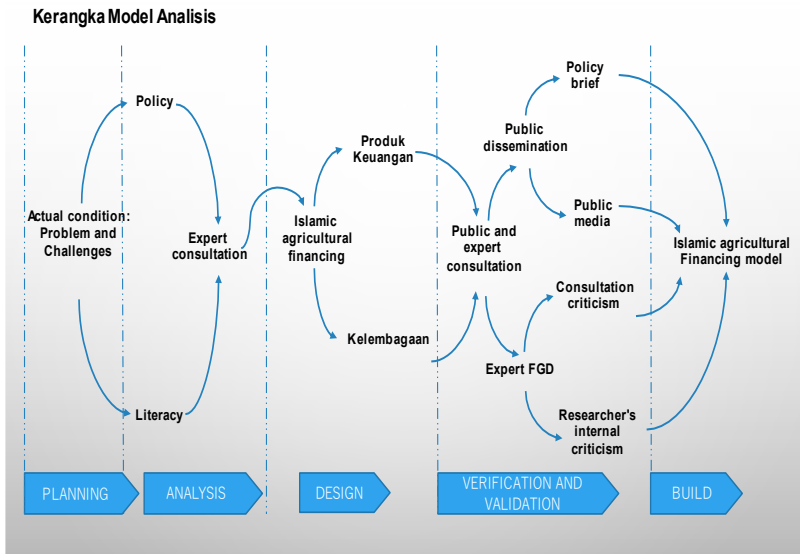 Kerangka Model Analisis
Policy
Actual condition:
Problem and
Challenges
Expert
consultation
Literacy
Islamic
agricultural
financing
Produk
Keuangan
Kelembagaan
Public and
expert
consultation
Public
dissemination
Expert FGD
Policy
brief
Public
media
Consultation
criticism
Researcher's
internal
criticism
Islamic agricultural
Financing model
PLANNING
ANALYSIS
DESIGN
VERIFICATION AND
VALIDATION
BUILD